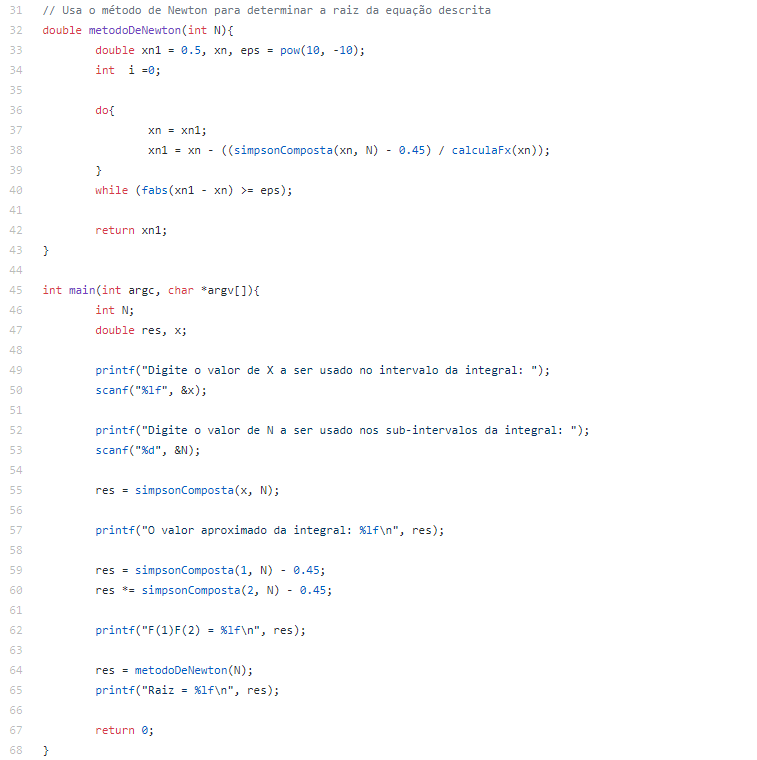 31 // Usa o método de Newton para determinar a raiz da equação descrita
32 double metodoDeNewton(int N){
33 double xn1 = 0.5, xn, eps = pow(10, -10);
34 int  i =0;
35
36 do{
37 xn = xn1;
38 xn1 = xn - ((simpsonComposta(xn, N) - 0.45) / calculaFx(xn));
39 }
40 while (fabs(xn1 - xn) >= eps);
41
42 return xn1;
43 }
44
45 int main(int argc, char *argv[]){
46 int N;
47 double res, x;
48
49 printf("Digite o valor de X a ser usado no intervalo da integral: ");
50 scanf("%lf", &x);
51
52 printf("Digite o valor de N a ser usado nos sub-intervalos da integral: ");
53 scanf("%d", &N);
54
55 res = simpsonComposta(x, N);
56
57 printf("O valor aproximado da integral: %lf\n", res);
58
59 res = simpsonComposta(1, N) - 0.45;
60 res *= simpsonComposta(2, N) - 0.45;
61
62 printf("F(1)F(2) = %lf\n", res);
63
64 res = metodoDeNewton(N);
65 printf("Raiz = %lf\n", res);
66
67 return 0;
68 }